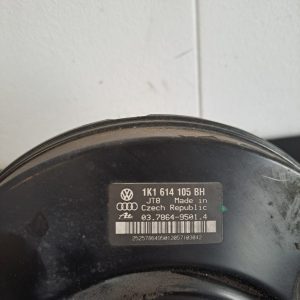 1K1 614 105 BH
JTB Made in
Czech Republic
03.7864-9501.4